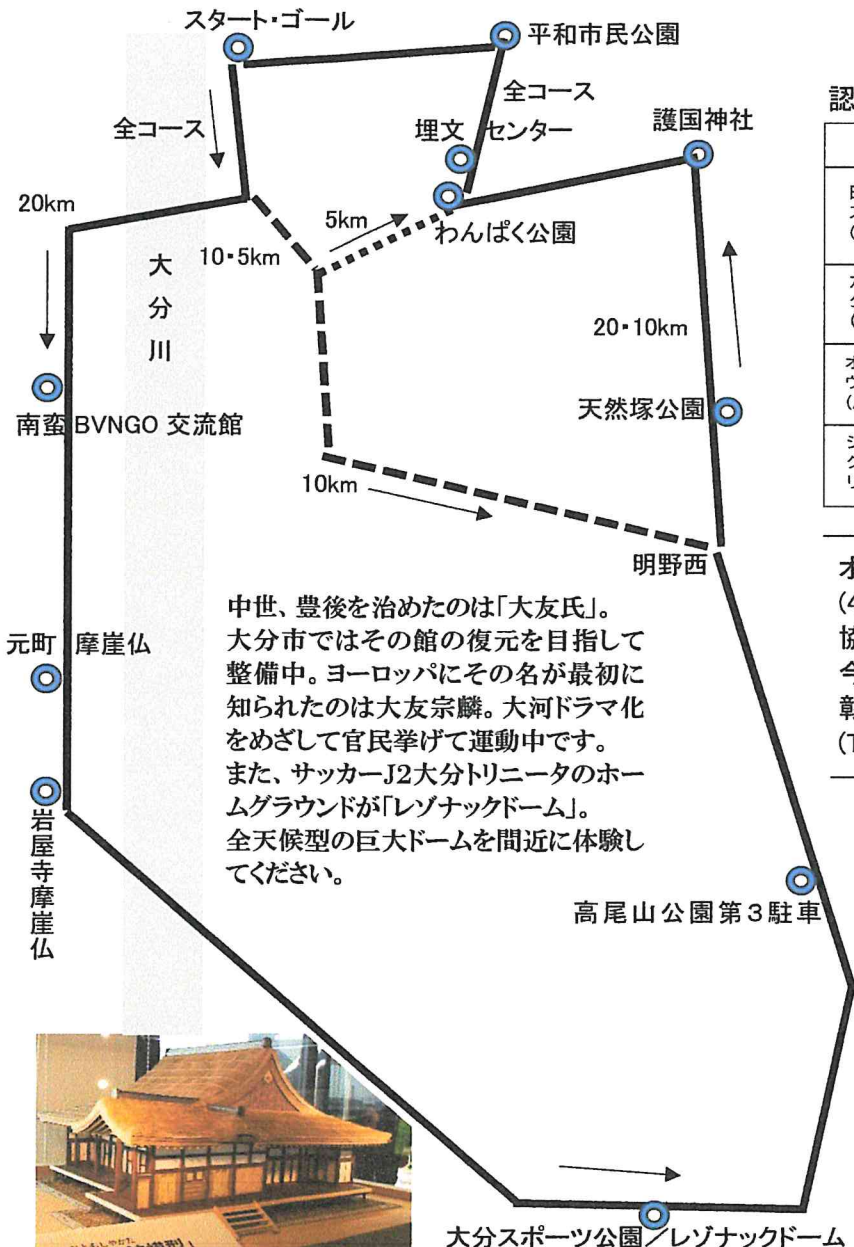 スタート・ゴール
平和市民公園
全コース
全コース
埋文 センター
護国神社
20km
10・5km
5km
わんぱく公園
大分川
20・10km
南蛮 BVNGO 交流館
天然塚公園
10km
明野西
元町 摩崖仏
中世、豊後を治めたのは「大友氏」。
大分市ではその館の復元を目指して
整備中。ヨーロッパにその名が最初に
知られたのは大友宗麟。大河ドラマ化
をめざして官民挙げて運動中です。
また、サッカーJ2大分トリニータのホー
ムグラウンドが「レゾナックドーム」。
全天候型の巨大ドームを間近に体験し
てください。
岩屋寺摩崖仏
高尾山公園第3駐車
大分スポーツ公園/レゾナックドーム
認
オ
(4
協
今
彰
(T